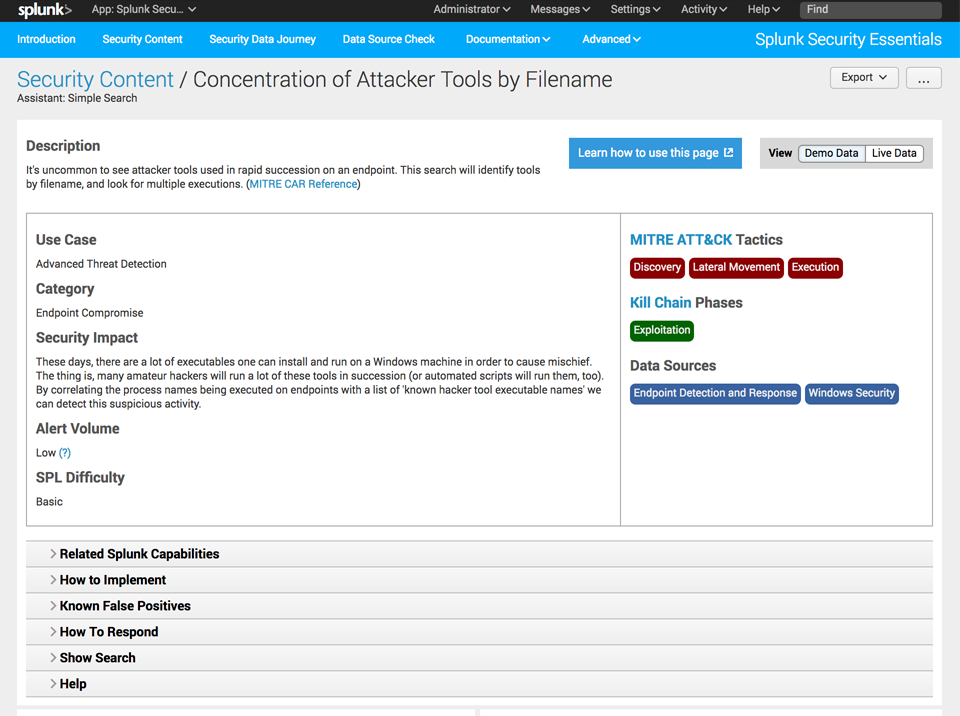 splunk>
App: Splunk Secu...
Administrator
Messages
Settings
Activity
Help
Find
Introduction
Security Content
Security Data Journey
Data Source Check
Documentation
Advanced
Splunk Security Essentials
Security Content / Concentration of Attacker Tools by Filename
Export
...
Assistant: Simple Search
Description
Learn how to use this page
View
Demo Data
Live Data
It's uncommon to see attacker tools used in rapid succession on an endpoint. This search will identify tools
by filename, and look for multiple executions. (MITRE CAR Reference)
Use Case
Advanced Threat Detection
Category
Endpoint Compromise
Security Impact
These days, there are a lot of executables one can install and run on a Windows machine in order to cause mischief.
The thing is, many amateur hackers will run a lot of these tools in succession (or automated scripts will run them, too).
By correlating the process names being executed on endpoints with a list of 'known hacker tool executable names' we
can detect this suspicious activity.
Alert Volume
Low (?)
SPL Difficulty
Basic
MITRE ATT&CK Tactics
Discovery
Lateral Movement
Execution
Kill Chain Phases
Exploitation
Data Sources
Endpoint Detection and Response
Windows Security
Related Splunk Capabilities
How to Implement
Known False Positives
How To Respond
Show Search
Help